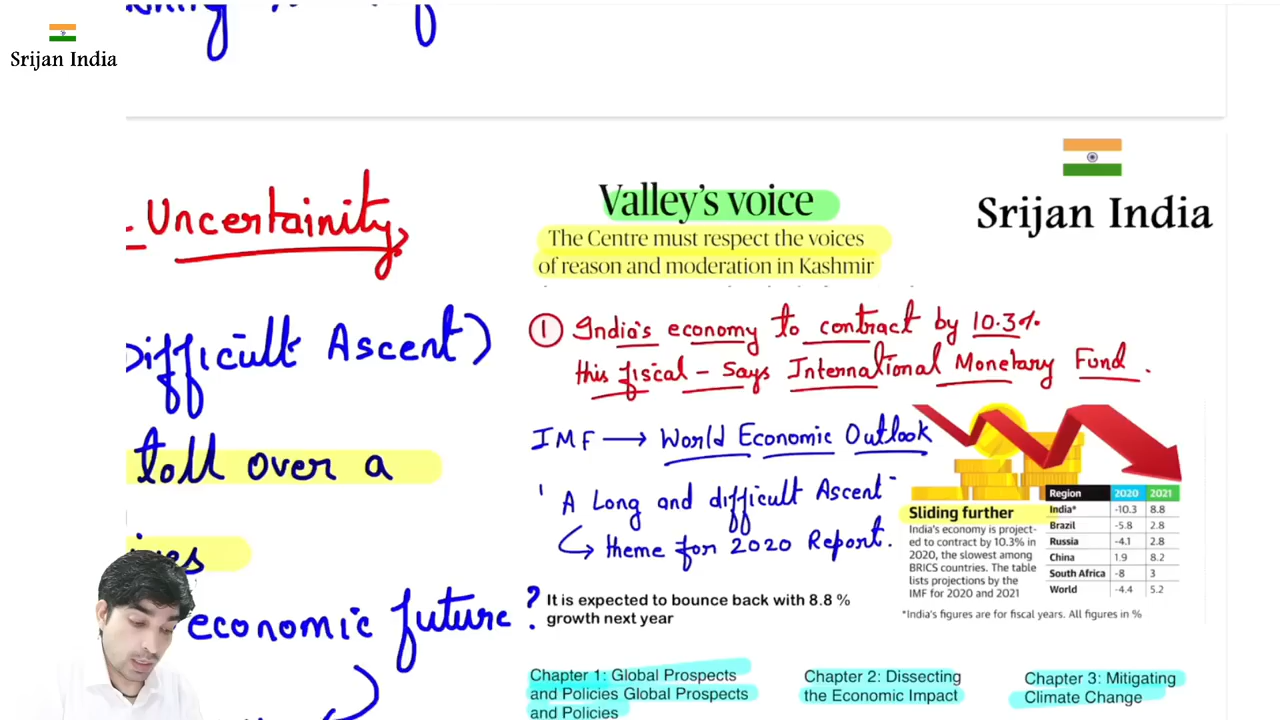 Srijan India
Uncertainity
Difficult Ascent)
toll over a
economic future?
Srijan India
Valley's voice
The Centre must respect the voices
of reason and moderation in Kashmir
① India's economy to contract by 10.3%
this fiscal - Says International Monetary Fund.
IMF → World Economic Outlook
' A Long and difficult Ascent
↳ theme for 2020 Report.
Sliding further
India's economy is project-
ed to contract by 10.3% in
2020, the slowest among
BRICS countries. The table
lists projections by the
IMF for 2020 and 2021
Region 2020 2021
India* -10.3 8.8
Brazil -5.8 2.8
Russia -4.1 2.8
China 1.9 8.2
South Africa -8 3
World -4.4 5.2
*India's figures are for fiscal years. All figures in %
It is expected to bounce back with 8.8 %
growth next year
Chapter 1: Global Prospects
and Policies Global Prospects
and Policies
Chapter 2: Dissecting
the Economic Impact
Chapter 3: Mitigating
Climate Change